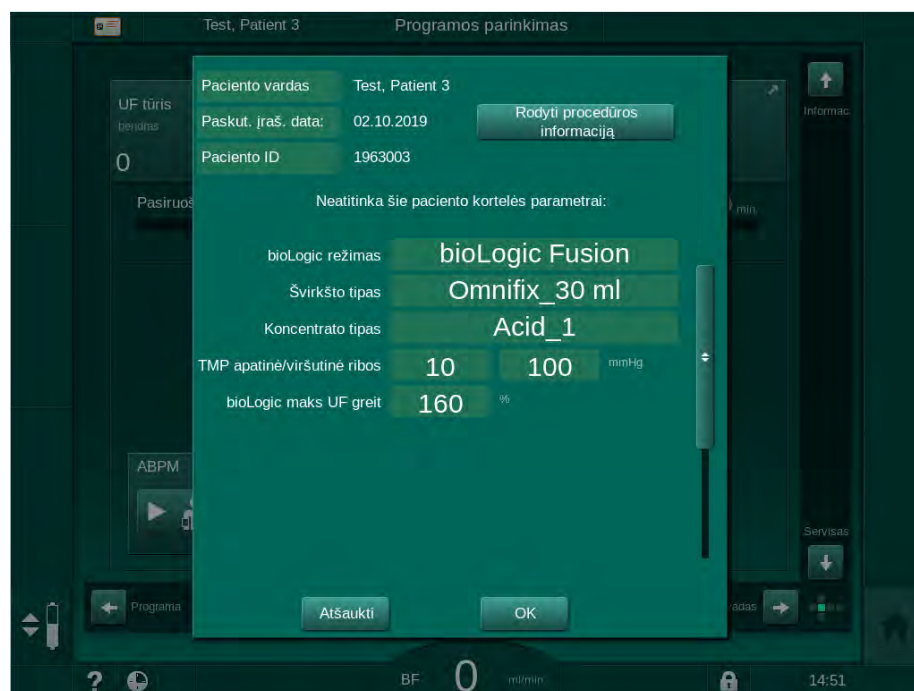 Test, Patient 3 Programos parinkimas
Paciento vardas Test, Patient 3
Paskut. įraš. data: 02.10.2019 Rodyti procedūros informaciją
Paciento ID 1963003
UF tūris
bendras
0
Informac.
Pasiruoš
min.
Neatitinka šie paciento kortelės parametrai:
bioLogic režimas bioLogic Fusion
Švirkšto tipas Omnifix_30 ml
Koncentrato tipas Acid_1
TMP apatinė/viršutinė ribos 10 100 mmHg
bioLogic maks UF greit 160 %
ABPM
Servisas
Programa
Atšaukti OK
? BF 0 ml/min 14:51